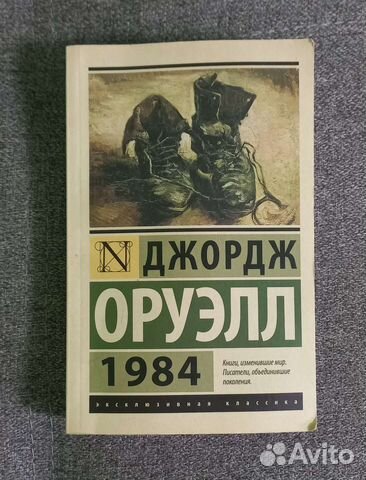 N ДЖОРДЖ
ОРУЭЛЛ
1984
Книги, изменившие мир.
Писатели, объединившие
поколения.
эксклюзивная классика
Avito